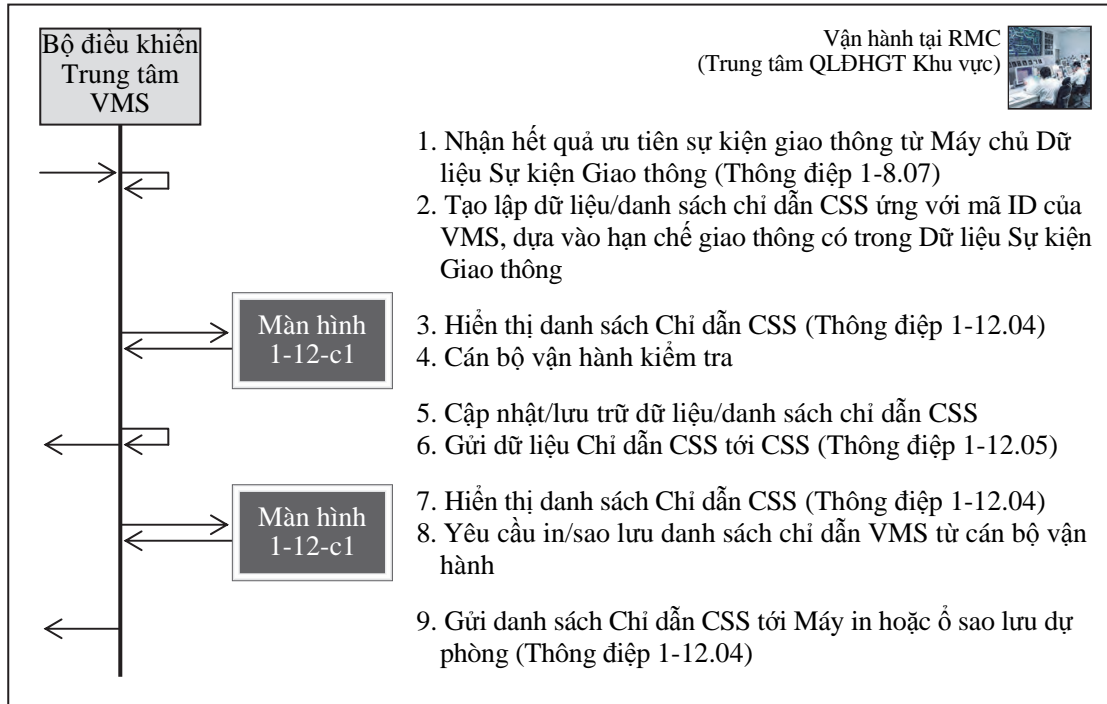 Bộ điều khiển
Trung tâm
VMS
Vận hành tại RMC
(Trung tâm QLĐHGT Khu vực)
1. Nhận hết quả ưu tiên sự kiện giao thông từ Máy chủ Dữ
liệu Sự kiện Giao thông (Thông điệp 1-8.07)
2. Tạo lập dữ liệu/danh sách chỉ dẫn CSS ứng với mã ID của
VMS, dựa vào hạn chế giao thông có trong Dữ liệu Sự kiện
Giao thông
Màn hình
1-12-c1
3. Hiển thị danh sách Chỉ dẫn CSS (Thông điệp 1-12.04)
4. Cán bộ vận hành kiểm tra
5. Cập nhật/lưu trữ dữ liệu/danh sách chỉ dẫn CSS
6. Gửi dữ liệu Chỉ dẫn CSS tới CSS (Thông điệp 1-12.05)
Màn hình
1-12-c1
7. Hiển thị danh sách Chỉ dẫn CSS (Thông điệp 1-12.04)
8. Yêu cầu in/sao lưu danh sách chỉ dẫn VMS từ cán bộ vận
hành
9. Gửi danh sách Chỉ dẫn CSS tới Máy in hoặc ổ sao lưu dự
phòng (Thông điệp 1-12.04)